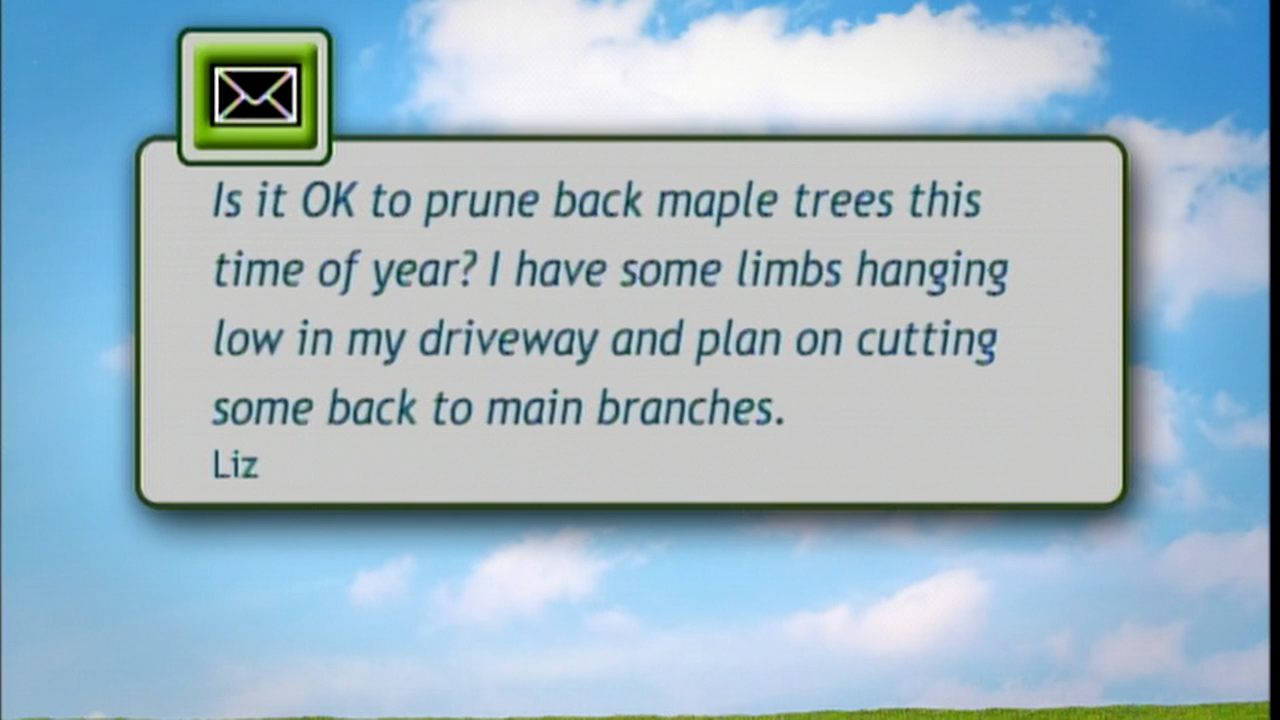 Is it OK to prune back maple trees this
time of year? I have some limbs hanging
low in my driveway and plan on cutting
some back to main branches.
Liz